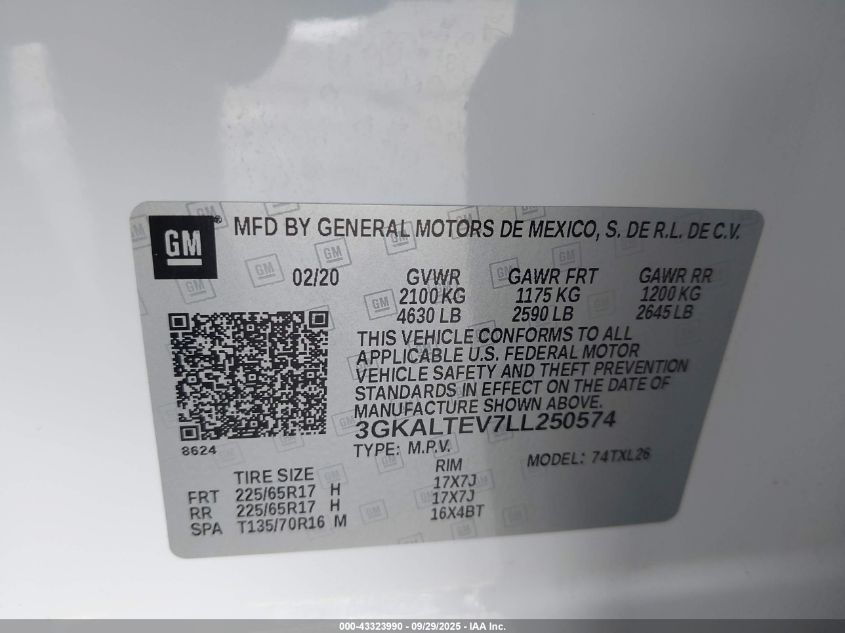 GM
MFD BY GENERAL MOTORS DE MEXICO, S. DE R.L. DE C.V.
02/20 GVWR GAWR FRT GAWR RR
2100 KG 1175 KG 1200 KG
4630 LB 2590 LB 2645 LB
THIS VEHICLE CONFORMS TO ALL
APPLICABLE U.S. FEDERAL MOTOR
VEHICLE SAFETY AND THEFT PREVENTION
STANDARDS IN EFFECT ON THE DATE OF
MANUFACTURE SHOWN ABOVE.
3GKALTEV7LL250574
8624 TYPE: M.P.V. MODEL: 74TXL26
TIRE SIZE RIM
FRT 225/65R17 H 17X7J
RR 225/65R17 H 17X7J
SPA T135/70R16 M 16X4BT
000-43323990 - 09/29/2025 - IAA Inc.